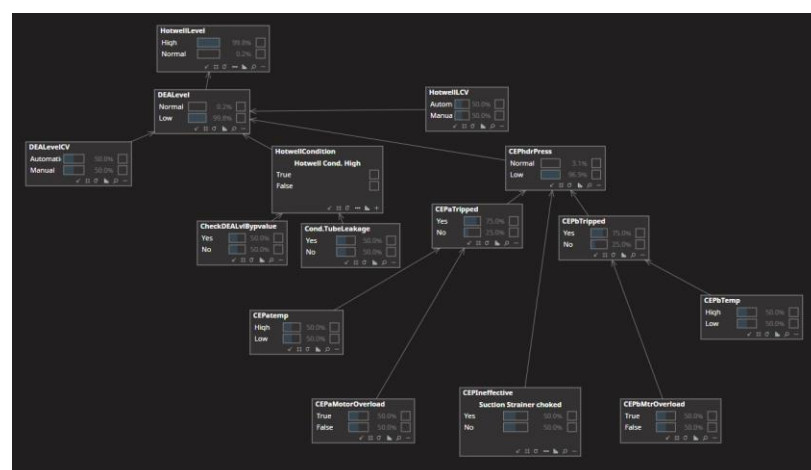 HotwellLevel
High 99.8%
Normal 0.2%
DEALevel
Normal 0.2%
Low 99.8%
HotwellLCV
Autom 50.0%
Manua 50.0%
DEALevelCV
Automati 50.0%
Manual 50.0%
HotwellCondition
Hotwell Cond. High
True
False
CEPhdrPress
Normal 3.1%
Low 96.9%
CEPaTripped
Yes 75.0%
No 25.0%
CEPbTripped
Yes 75.0%
No 25.0%
CheckDEALvlBypvalue
Yes 50.0%
No 50.0%
Cond.TubeLeakage
Yes 50.0%
No 50.0%
CEPatemp
High 50.0%
Low 50.0%
CEPbTemp
High 50.0%
Low 50.0%
CEPaMotorOverload
True 50.0%
False 50.0%
CEPIneffective
Suction Strainer choked
Yes 50.0%
No 50.0%
CEPbMtrOverload
True 50.0%
False 50.0%